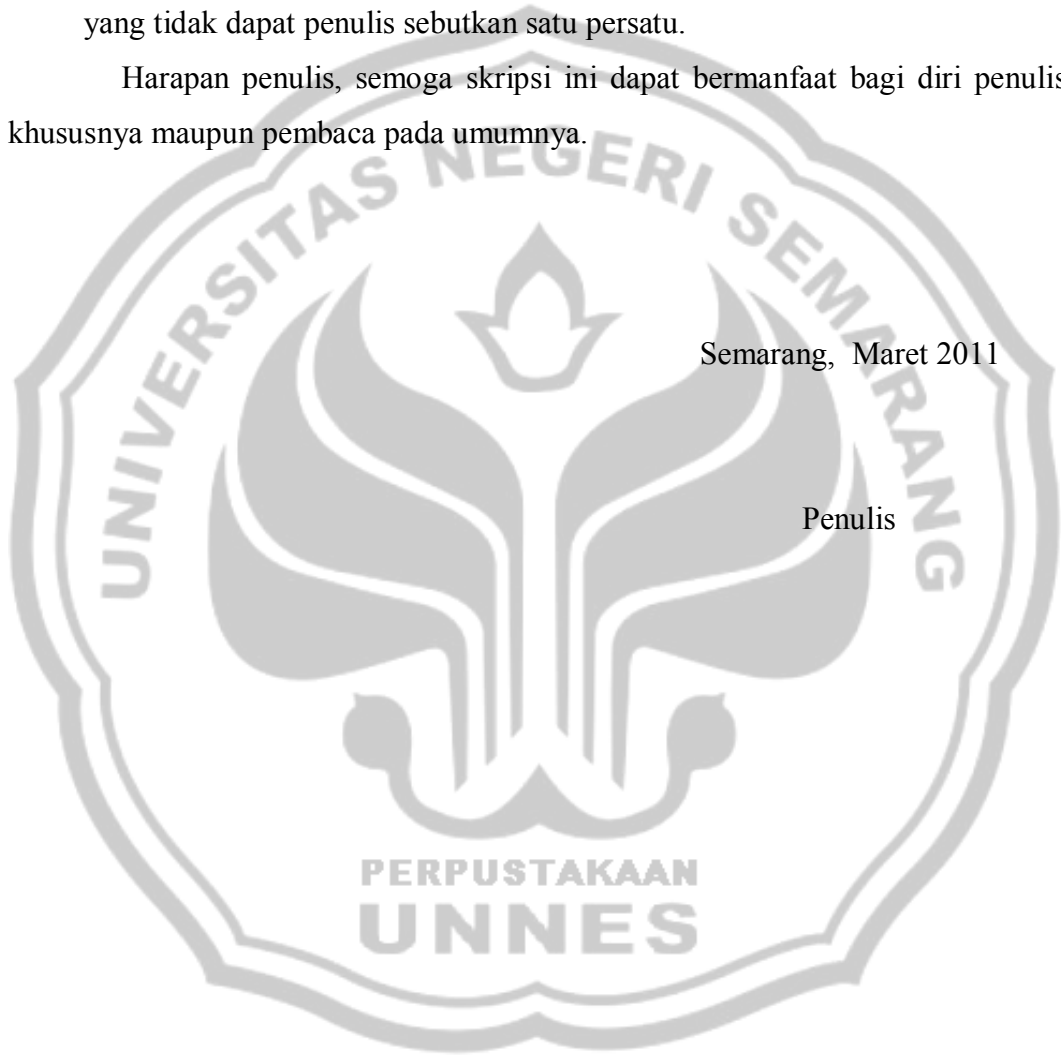 yang tidak dapat penulis sebutkan satu persatu.
Harapan penulis, semoga skripsi ini dapat bermanfaat bagi diri penulis
khususnya maupun pembaca pada umumnya.
UNIVERSITAS NEGERI SEMARANG
Semarang,  Maret 2011
Penulis
PERPUSTAKAAN
UNNES